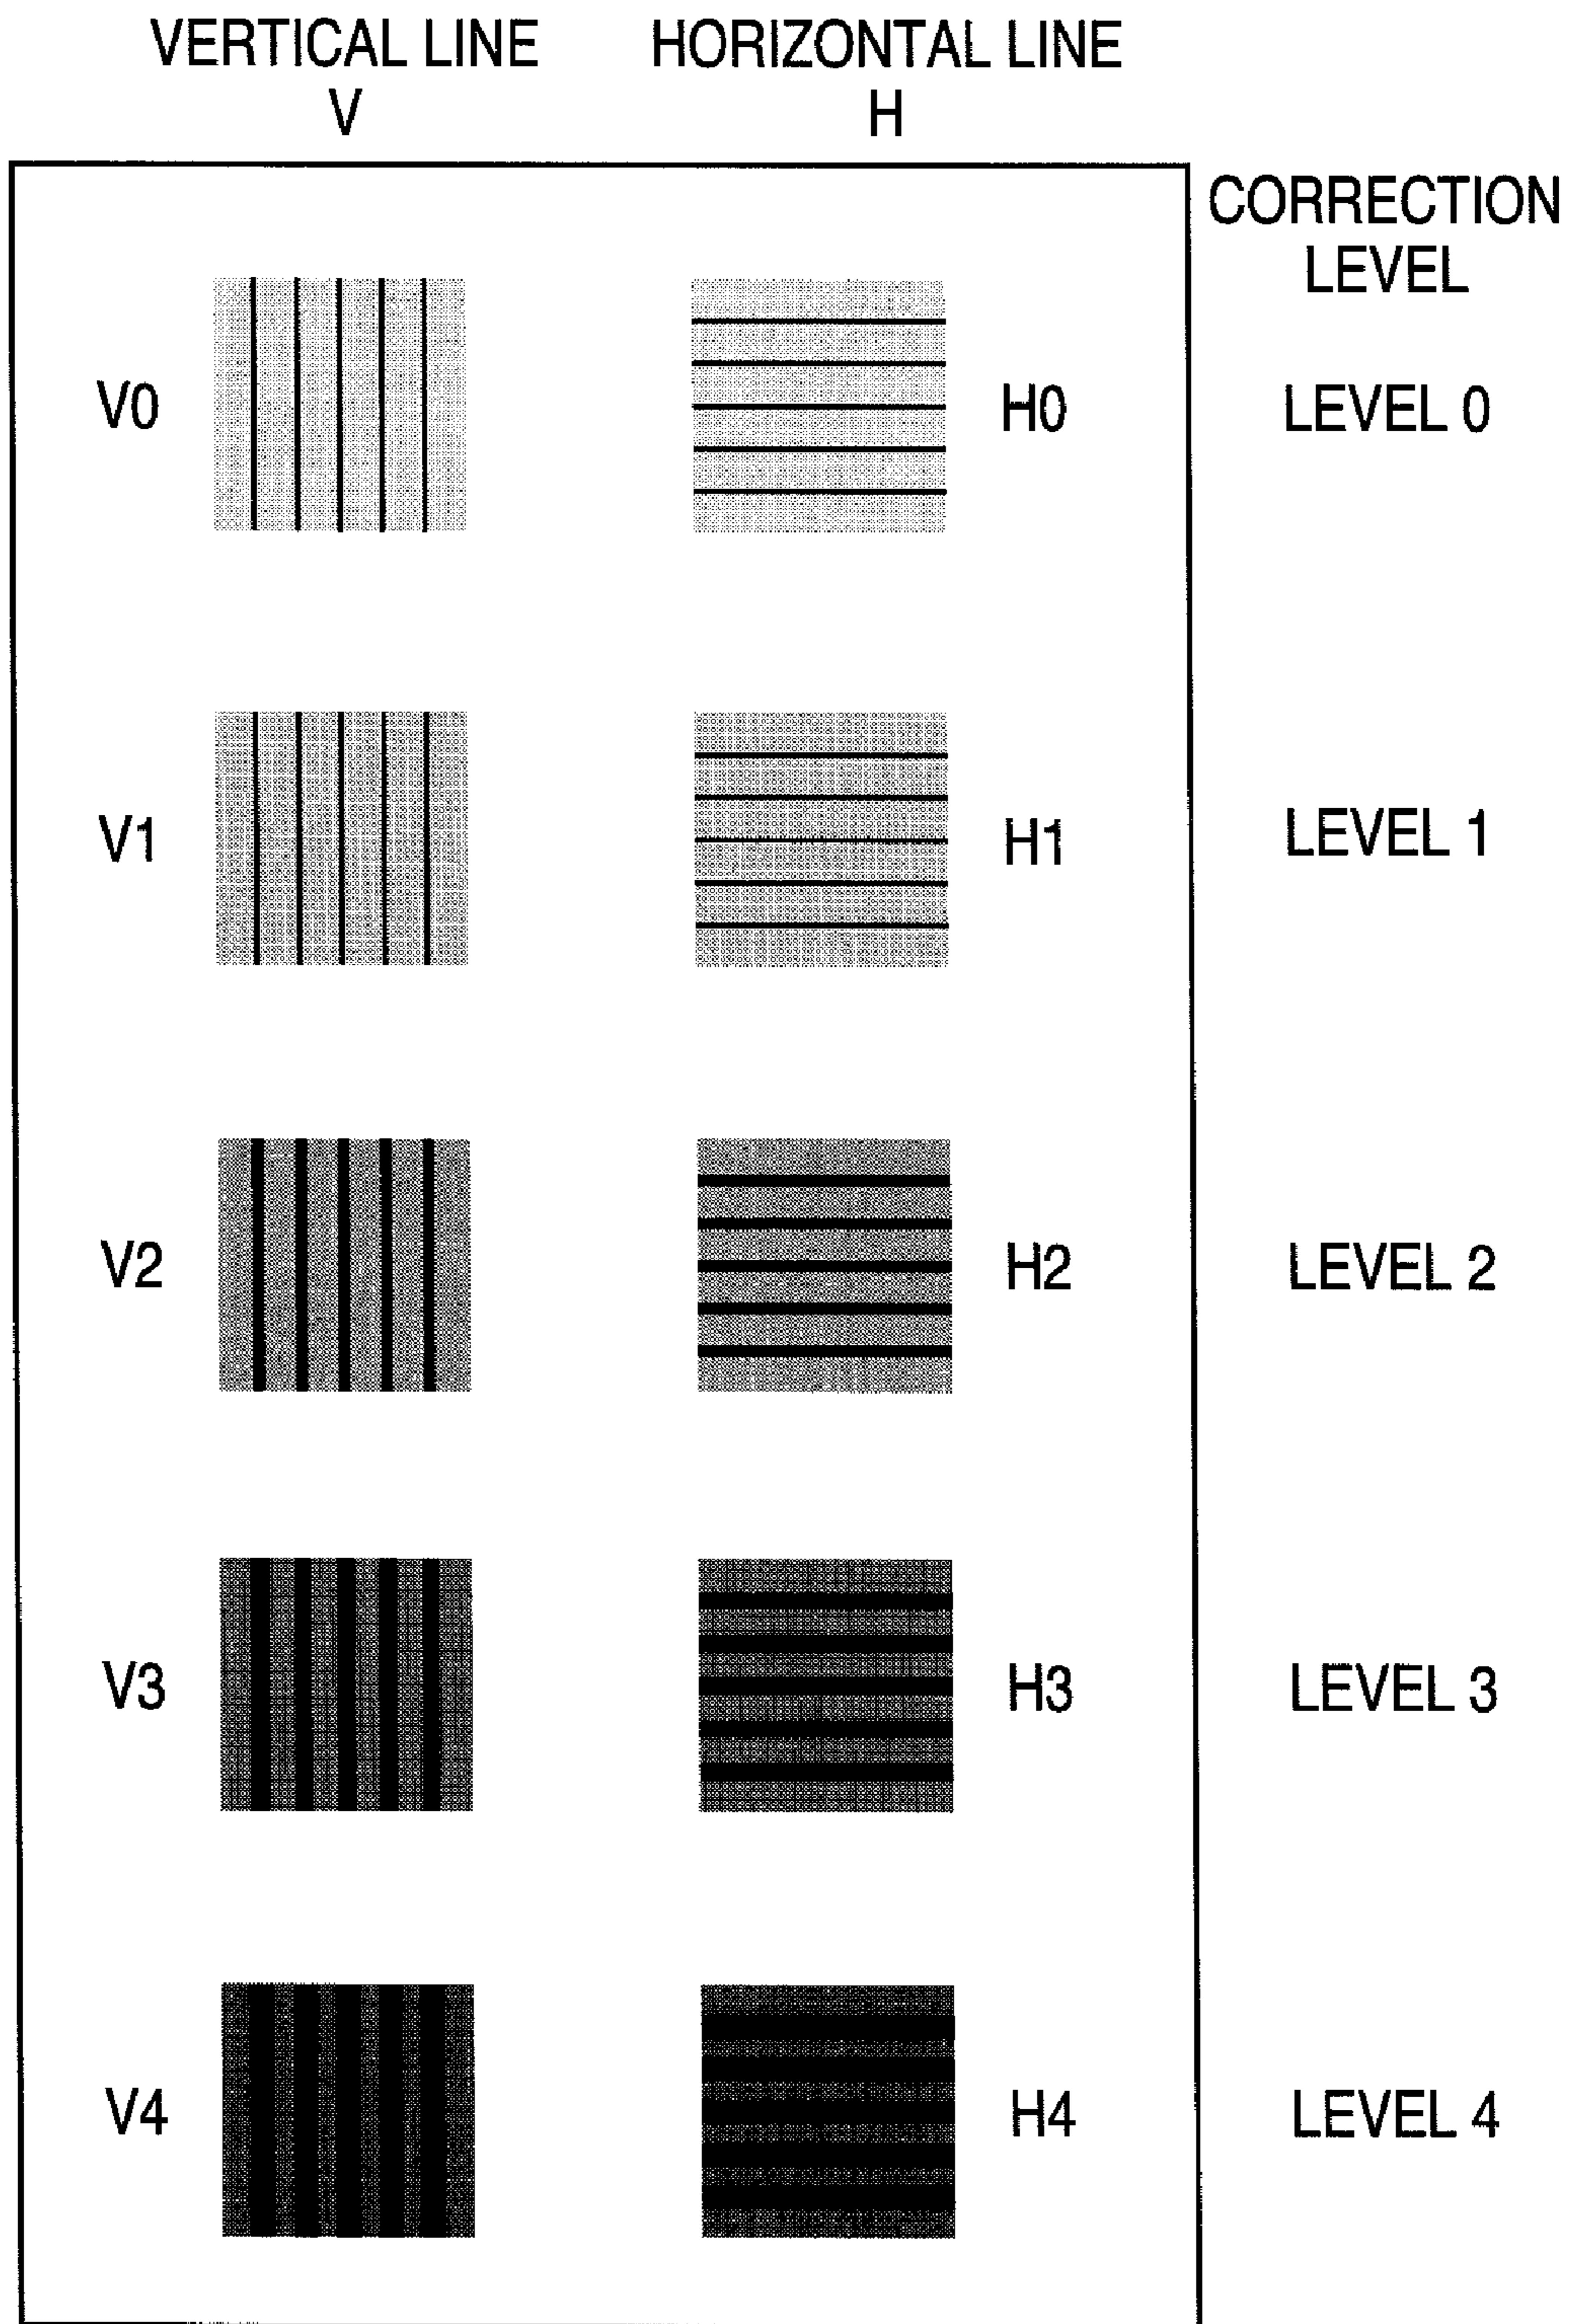 VERTICAL LINE
V
HORIZONTAL LINE
H
CORRECTION
LEVEL
V0
H0
LEVEL 0
V1
H1
LEVEL 1
V2
H2
LEVEL 2
V3
H3
LEVEL 3
V4
H4
LEVEL 4